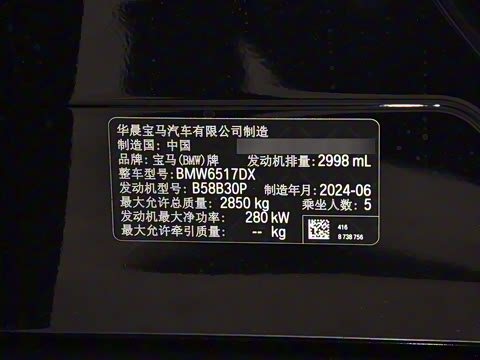 华晨宝马汽车有限公司制造
制造国: 中国
品牌: 宝马(BMW)牌 发动机排量: 2998 mL
整车型号: BMW6517DX
发动机型号: B58B30P 制造年月: 2024-06
最大允许总质量: 2850 kg 乘坐人数: 5
发动机最大净功率: 280 kW
最大允许牵引质量: -- kg
416
8 738 756